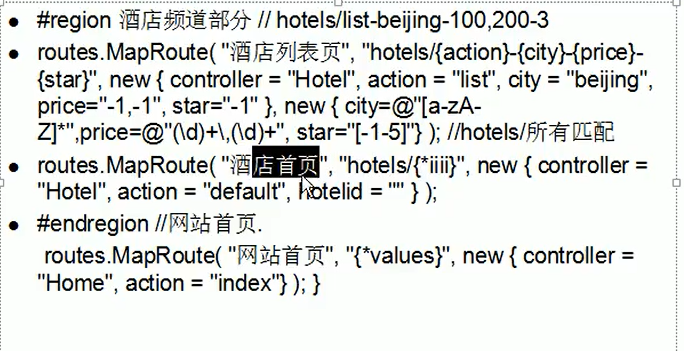 #region 酒店频道部分 // hotels/list-beijing-100,200-3
routes.MapRoute( "酒店列表页", "hotels/{action}-{city}-{price}-
{star}", new { controller = "Hotel", action = "list", city = "beijing",
price="-1,-1", star="-1" }, new { city=@"[a-zA-
Z]*",price=@"(\d)+\,(\d)+", star="[-1-5]"} ); //hotels/所有匹配
routes.MapRoute( "酒店首页", "hotels/{*iiii}", new { controller =
"Hotel", action = "default", hotelid = "" } );
#endregion //网站首页.
routes.MapRoute( "网站首页", "{*values}", new { controller =
"Home", action = "index"} ); }